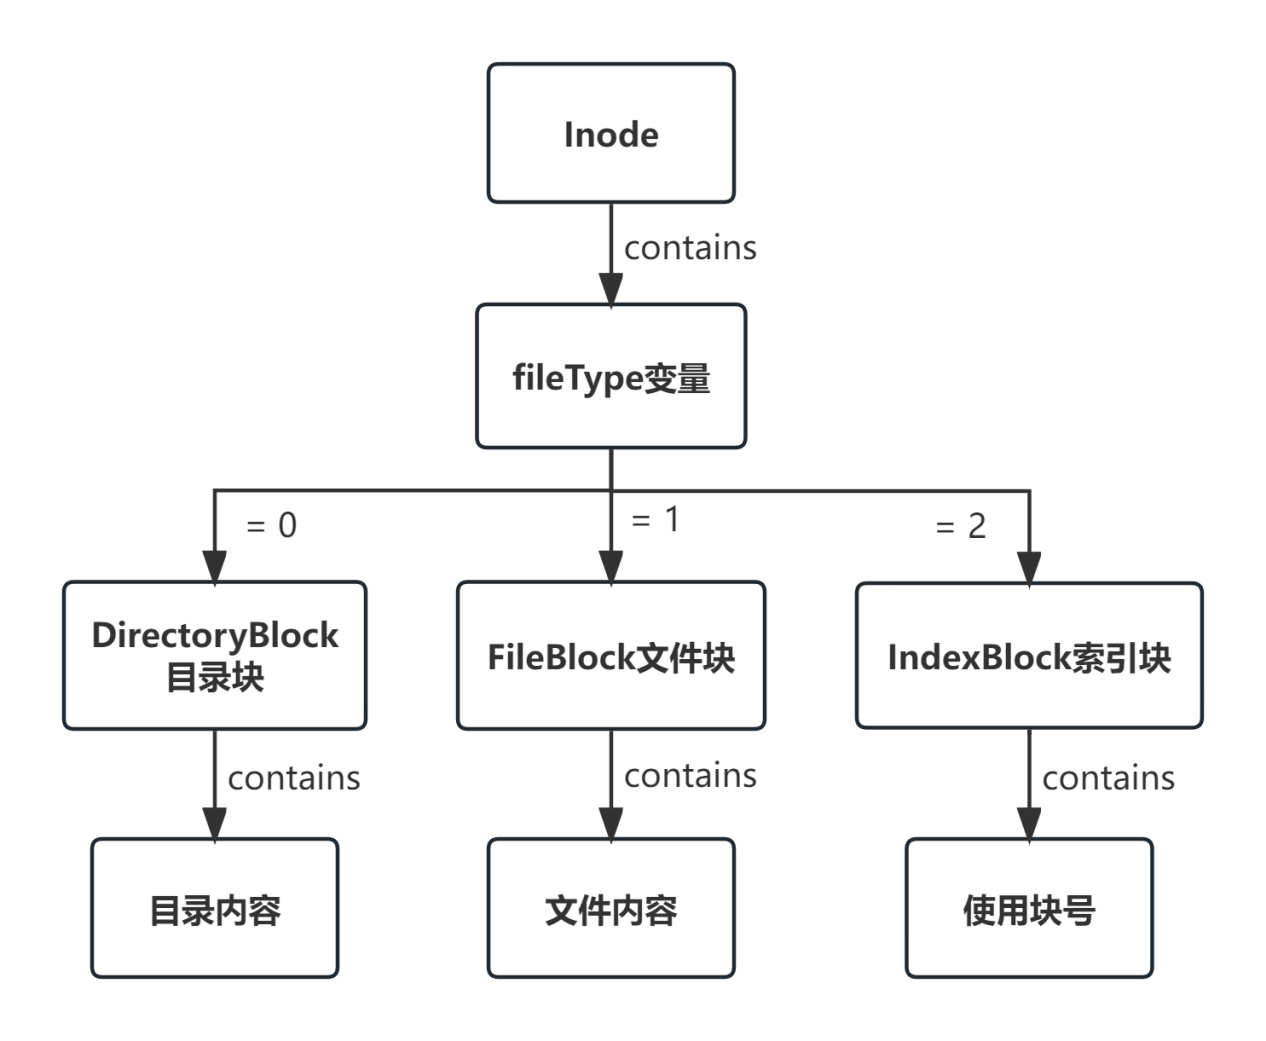 Inode
contains
fileType变量
= 0
= 1
= 2
DirectoryBlock
目录块
FileBlock文件块
IndexBlock索引块
contains
contains
contains
目录内容
文件内容
使用块号